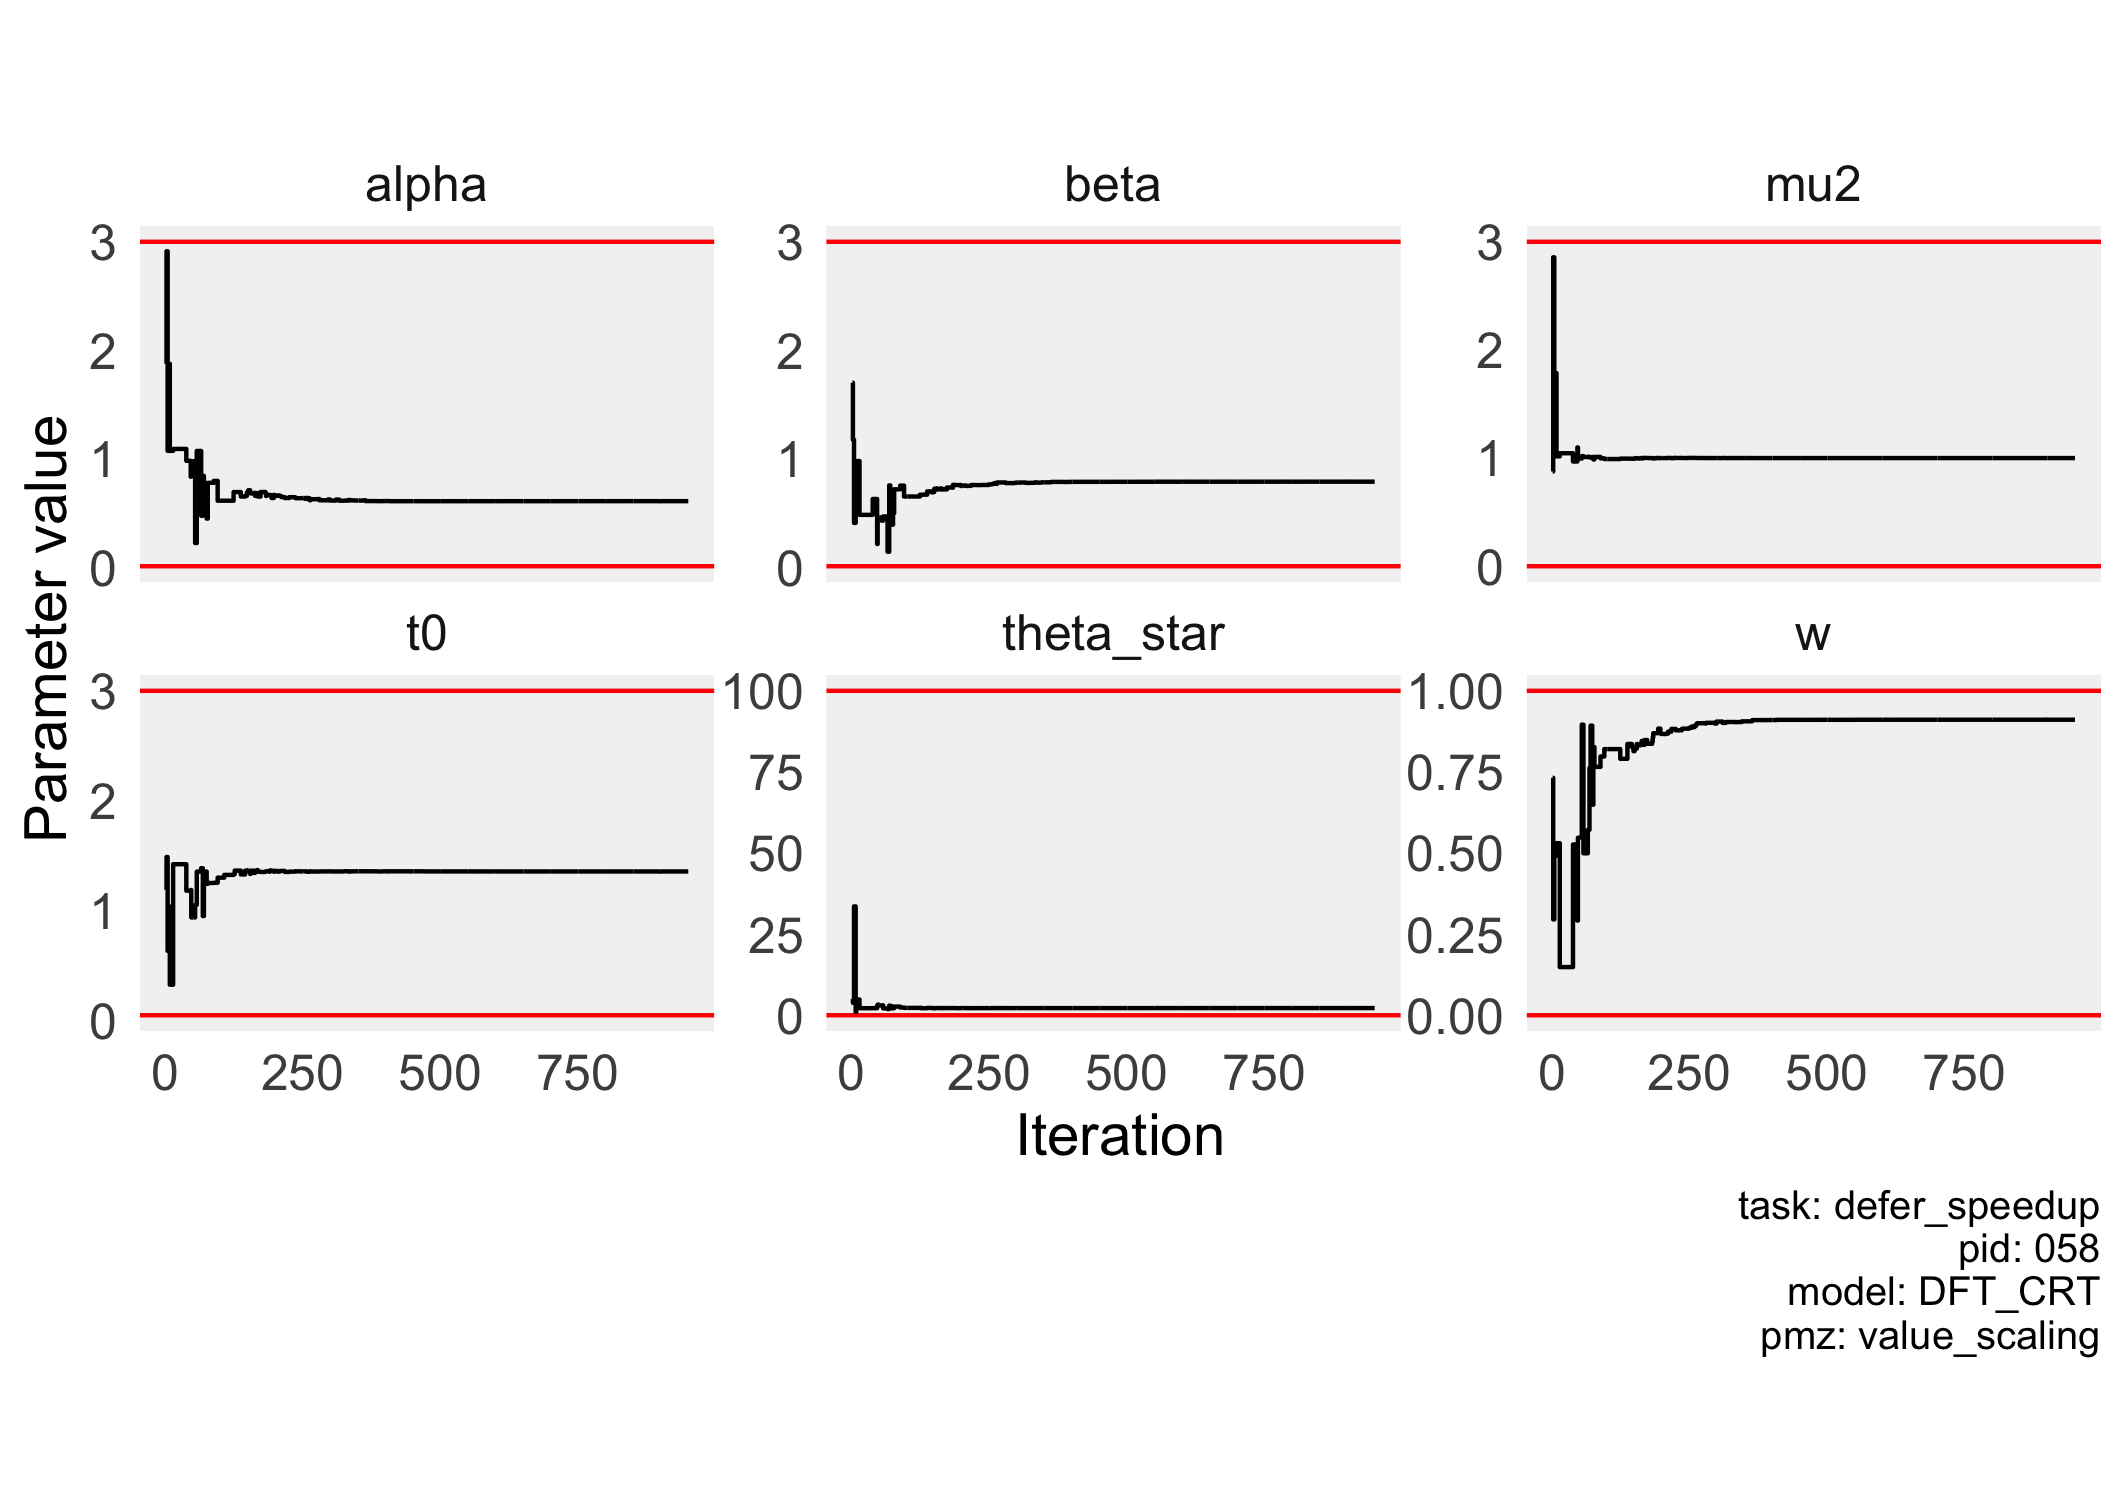 alpha
beta
mu2
3
2
1
0
3
2
1
0
3
2
1
0
Parameter value
t0
theta_star
w
3
2
1
0
100
75
50
25
0
1.00
0.75
0.50
0.25
0.00
0 250 500 750
0 250 500 750
0 250 500 750
Iteration
task: defer_speedup
pid: 058
model: DFT_CRT
pmz: value_scaling